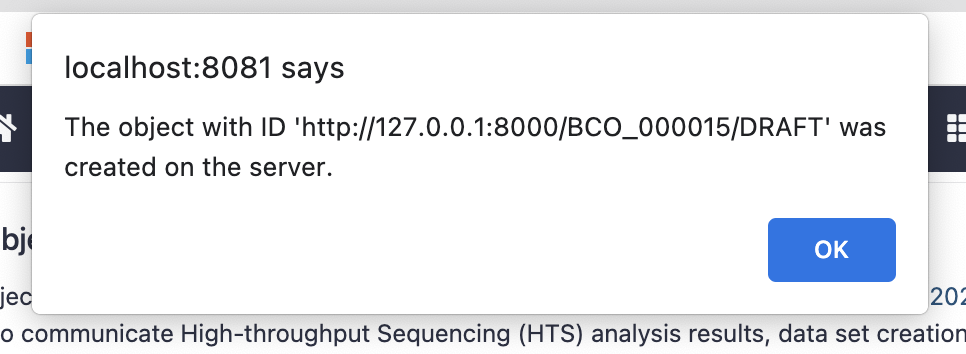 localhost:8081 says
The object with ID 'http://127.0.0.1:8000/BCO_000015/DRAFT' was
created on the server.
OK
bje
jec
202
o communicate High-throughput Sequencing (HTS) analysis results, data set creation